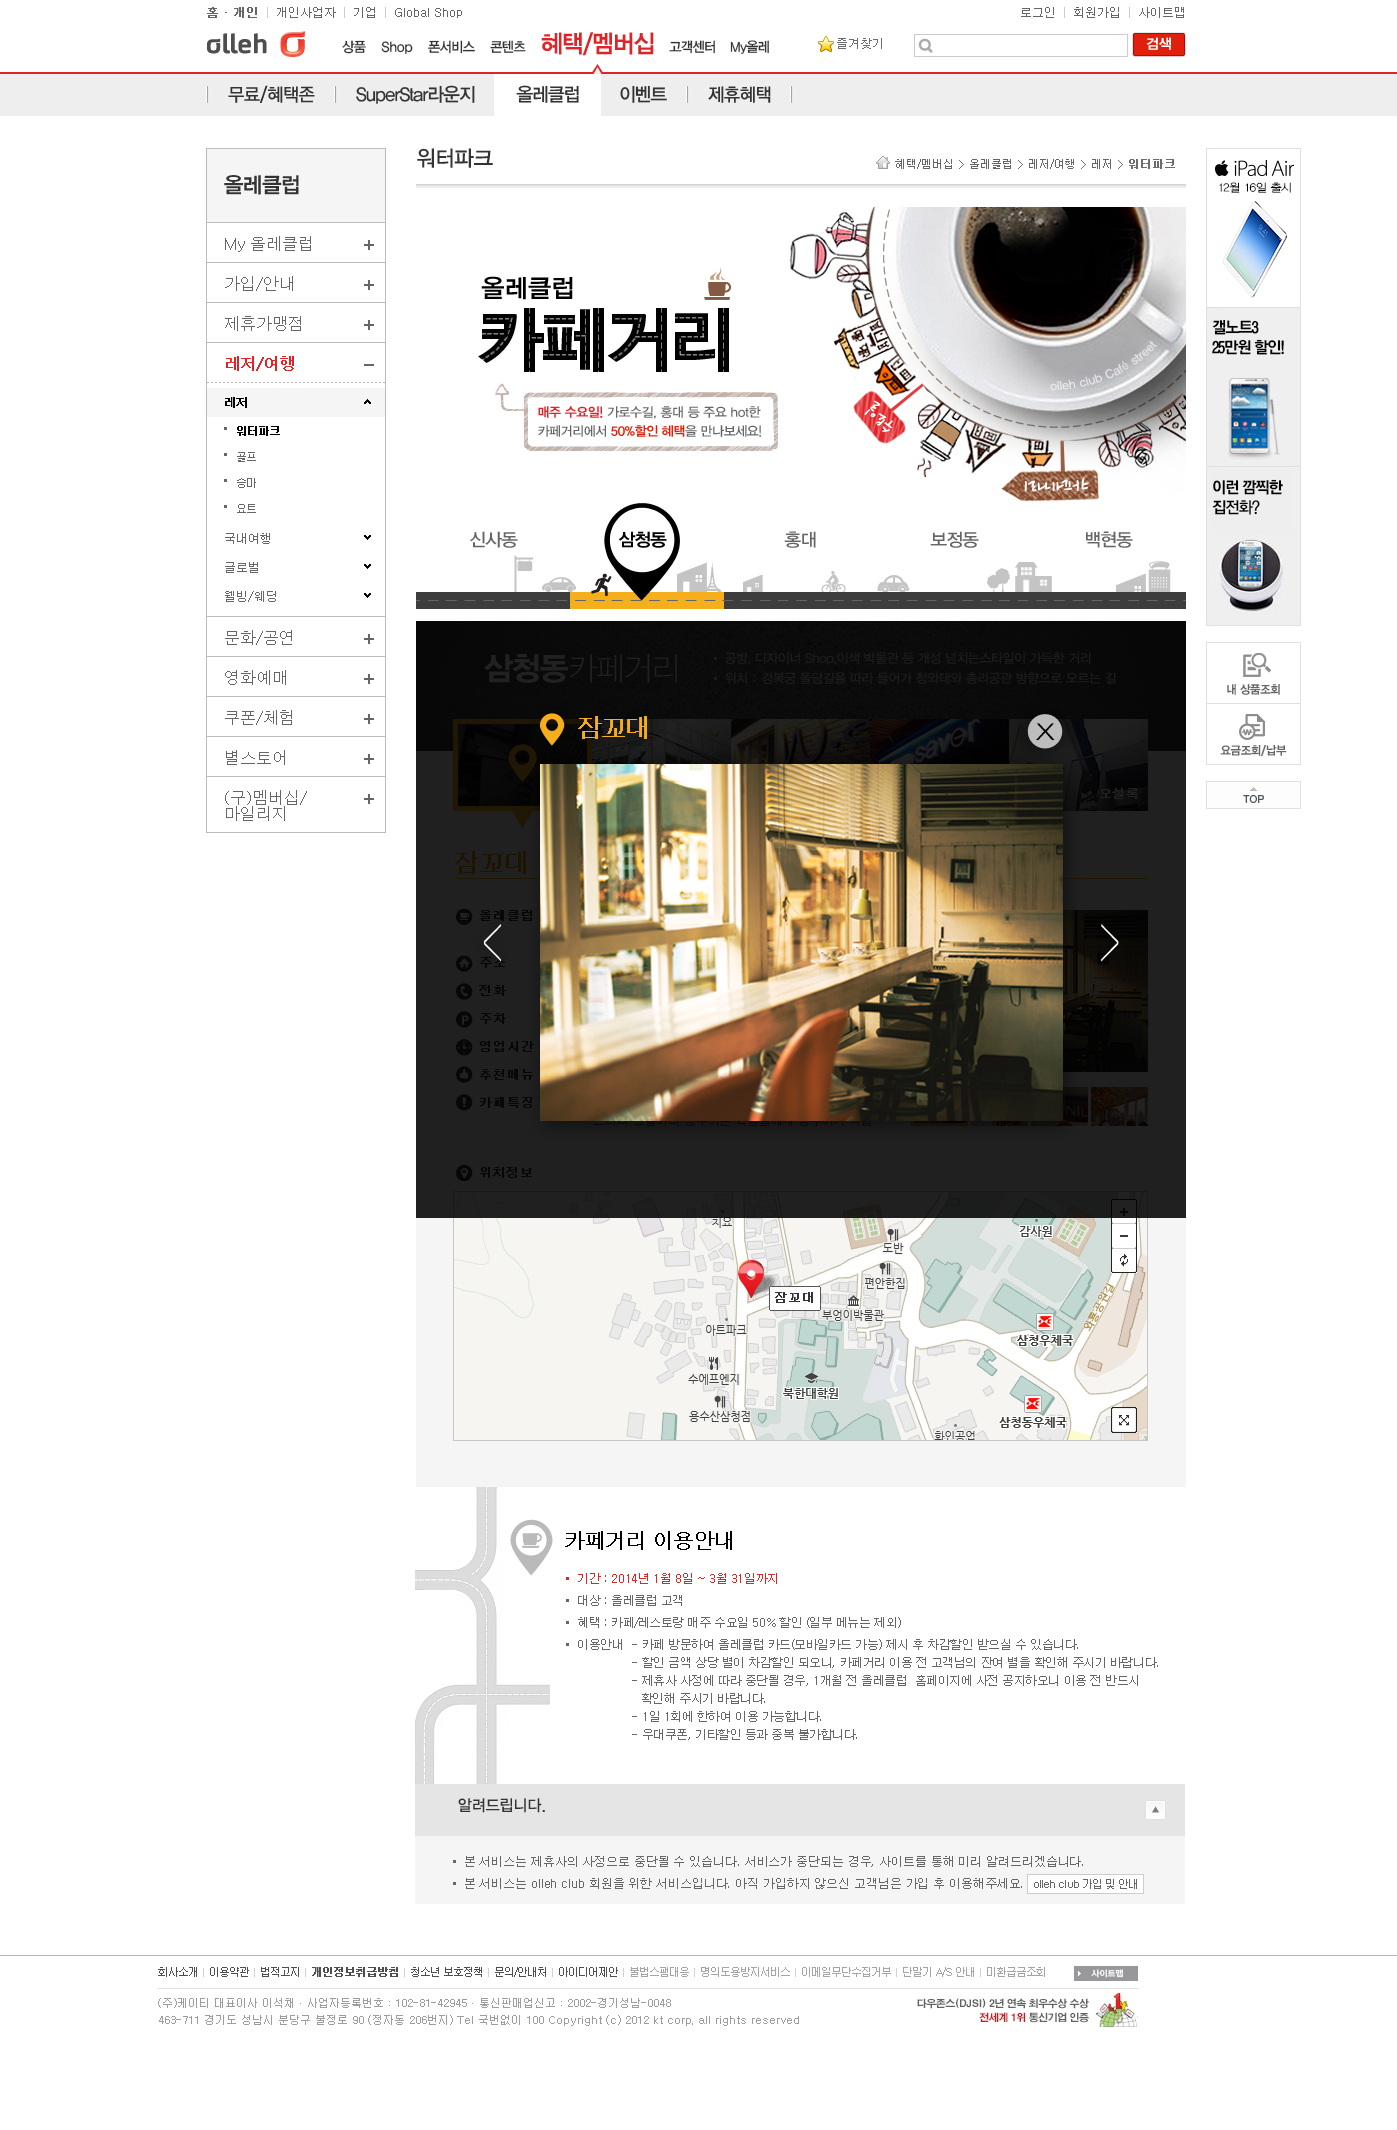 홈 · 개인 개인사업자 기업 Global Shop 로그인 회원가입 사이트맵
olleh 상품 Shop 폰서비스 콘텐츠 혜택/멤버십 고객센터 My올레 즐겨찾기 검색
무료/혜택존 SuperStar라운지 올레클럽 이벤트 제휴혜택
올레클럽
My 올레클럽
가입/안내
제휴가맹점
레저/여행
레저
워터파크
골프
승마
요트
국내여행
글로벌
웰빙/웨딩
문화/공연
영화예매
쿠폰/체험
별스토어
(구)멤버십/
마일리지
워터파크
혜택/멤버십 > 올레클럽 > 레저/여행 > 레저 > 워터파크
올레클럽
카페거리
매주 수요일! 가로수길, 홍대 등 주요 hot한
카페거리에서 50%할인 혜택을 만나보세요!
olleh club Café street
신사동 삼청동 홍대 보정동 백현동
삼청동카페거리
공방, 디자이너 Shop,이색 박물관 등 개성 넘치는스타일이 가득한 거리
위치 : 경복궁 돌담길을 따라 들어가 청와대와 총리공관 방향으로 오르는 길
잠꼬대
오설록
잠꼬대
올레클럽
주소
전화
주차
영업시간
추천메뉴
카페특징
위치정보
지요
도반
감사원
편안한집
잠꼬대
부엉이박물관
아트파크
삼청우체국
수에프엔지
북한대학원
용수산삼청점
삼청동우체국
화인공업
카페거리 이용안내
기간 : 2014년 1월 8일 ~ 3월 31일까지
대상 : 올레클럽 고객
혜택 : 카페/레스토랑 매주 수요일 50% 할인 (일부 메뉴는 제외)
이용안내 - 카페 방문하여 올레클럽 카드(모바일카드 가능) 제시 후 차감할인 받으실 수 있습니다.
- 할인 금액 상당 별이 차감할인 되오니, 카페거리 이용 전 고객님의 잔여 별을 확인해 주시기 바랍니다.
- 제휴사 사정에 따라 중단될 경우, 1개월 전 올레클럽 홈페이지에 사전 공지하오니 이용 전 반드시
확인해 주시기 바랍니다.
- 1일 1회에 한하여 이용 가능합니다.
- 우대쿠폰, 기타할인 등과 중복 불가합니다.
알려드립니다.
본 서비스는 제휴사의 사정으로 중단될 수 있습니다. 서비스가 중단되는 경우, 사이트를 통해 미리 알려드리겠습니다.
본 서비스는 olleh club 회원을 위한 서비스입니다. 아직 가입하지 않으신 고객님은 가입 후 이용해주세요. olleh club 가입 및 안내
iPad Air
12월 16일 출시
갤노트3
25만원 할인!
이런 깜찍한
집전화?
내 상품조회
요금조회/납부
TOP
회사소개 이용약관 법적고지 개인정보취급방침 청소년 보호정책 문의/안내처 아이디어제안 불법스팸대응 명의도용방지서비스 이메일무단수집거부 단말기 A/S 안내 미환급금조회 사이트맵
(주)케이티 대표이사 이석채 · 사업자등록번호 : 102-81-42945 · 통신판매업신고 : 2002-경기성남-0048
463-711 경기도 성남시 분당구 불정로 90 (정자동 206번지) Tel 국번없이 100 Copyright (c) 2012 kt corp, all rights reserved
다우존스(DJSI) 2년 연속 최우수상 수상
전세계 1위 통신기업 인증